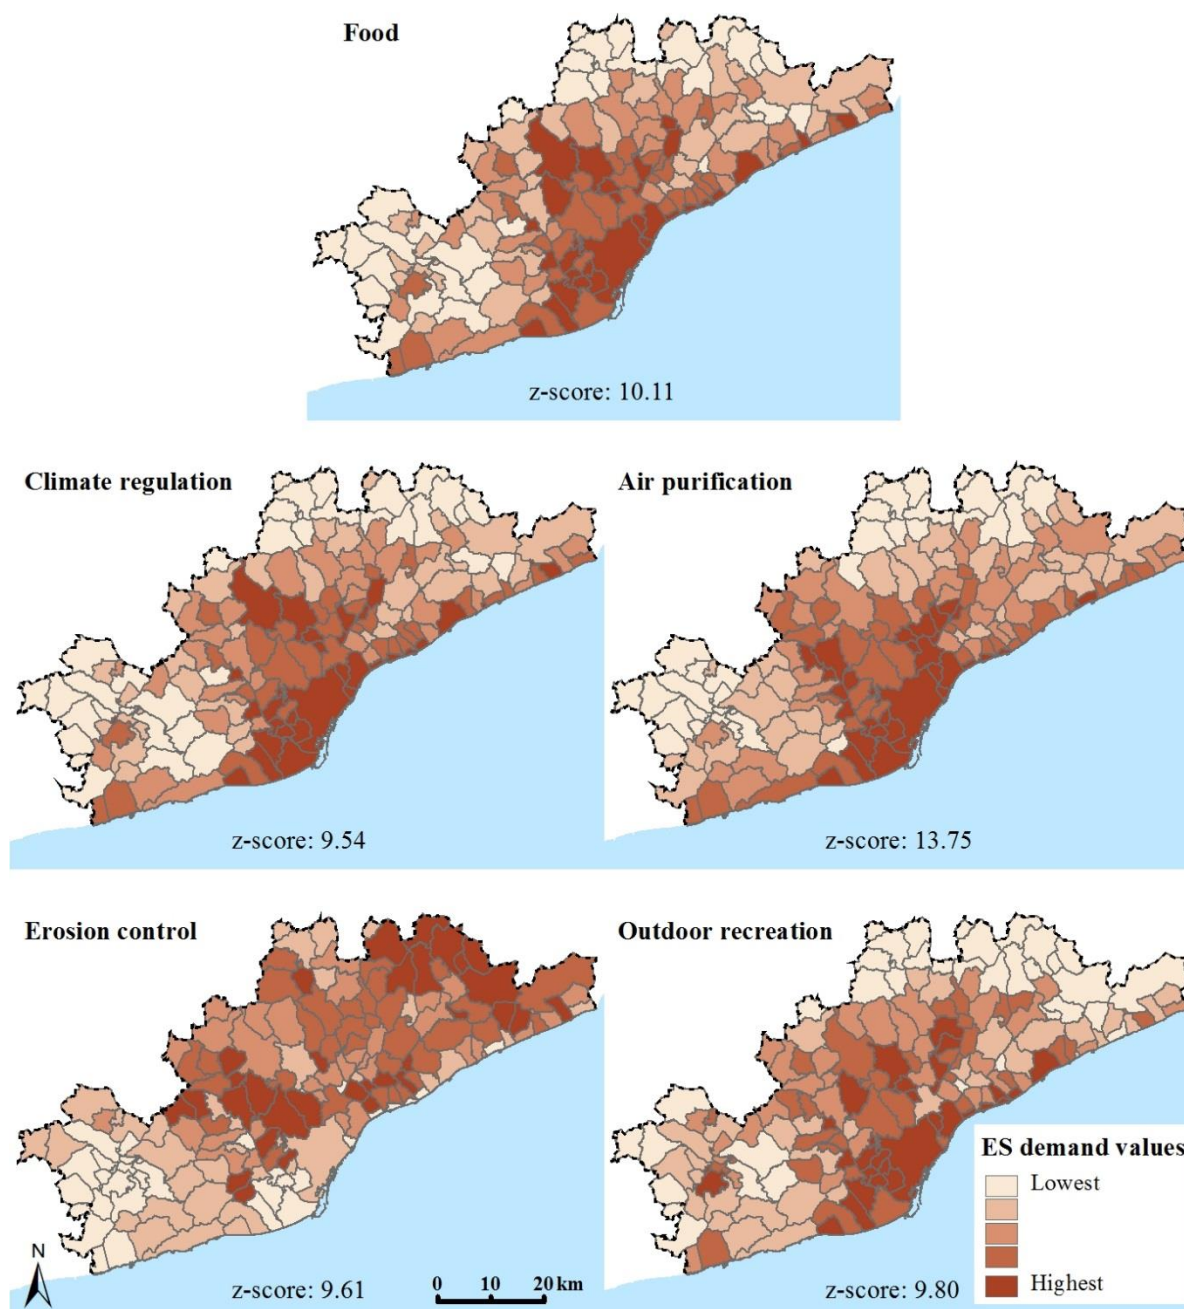 Food
z-score: 10.11
Climate regulation
z-score: 9.54
Air purification
z-score: 13.75
Erosion control
N
z-score: 9.61
0 10 20 km
Outdoor recreation
z-score: 9.80
ES demand values
Lowest
Highest